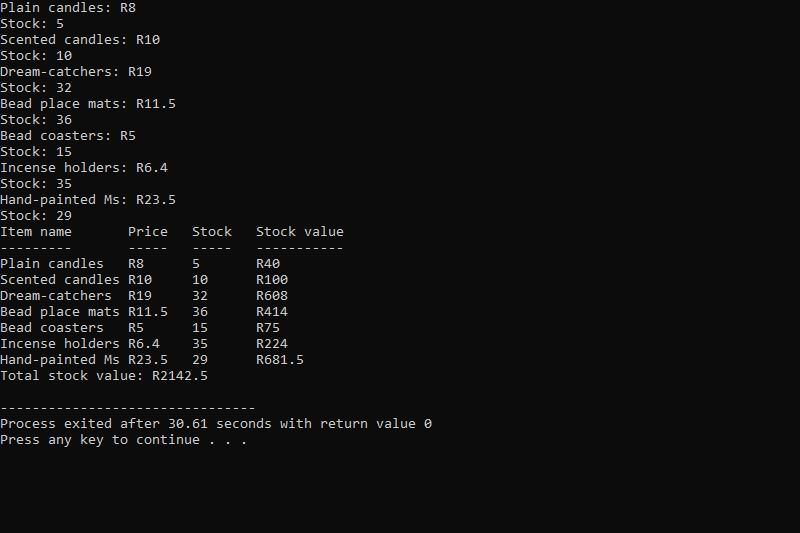 Plain candles: R8
Stock: 5
Scented candles: R10
Stock: 10
Dream-catchers: R19
Stock: 32
Bead place mats: R11.5
Stock: 36
Bead coasters: R5
Stock: 15
Incense holders: R6.4
Stock: 35
Hand-painted Ms: R23.5
Stock: 29
Item name       Price   Stock   Stock value
---------       -----   -----   -----------
Plain candles   R8      5       R40
Scented candles R10     10      R100
Dream-catchers  R19     32      R608
Bead place mats R11.5   36      R414
Bead coasters   R5      15      R75
Incense holders R6.4    35      R224
Hand-painted Ms R23.5   29      R681.5
Total stock value: R2142.5
--------------------------------
Process exited after 30.61 seconds with return value 0
Press any key to continue . . .